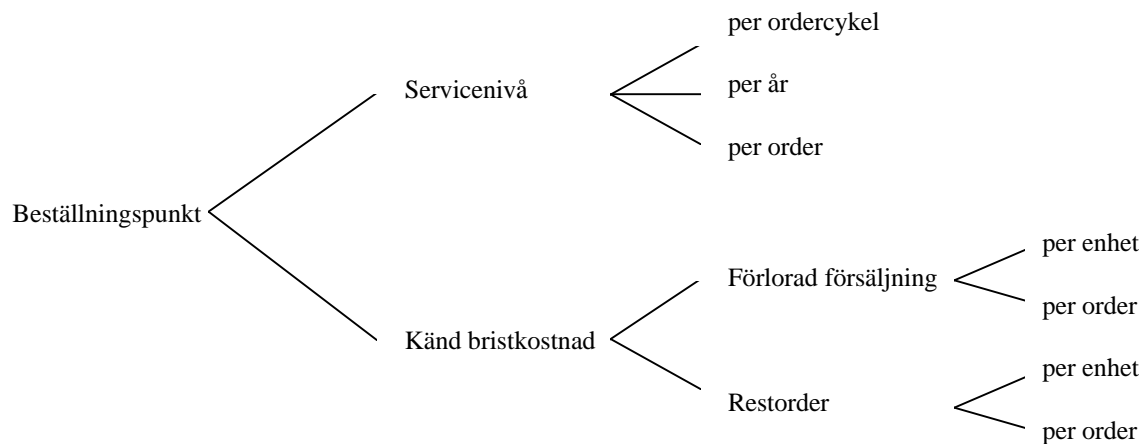 per ordercykel
Servicenivå
per år
per order
Beställningspunkt
per enhet
Förlorad försäljning
per order
Känd bristkostnad
per enhet
Restorder
per order